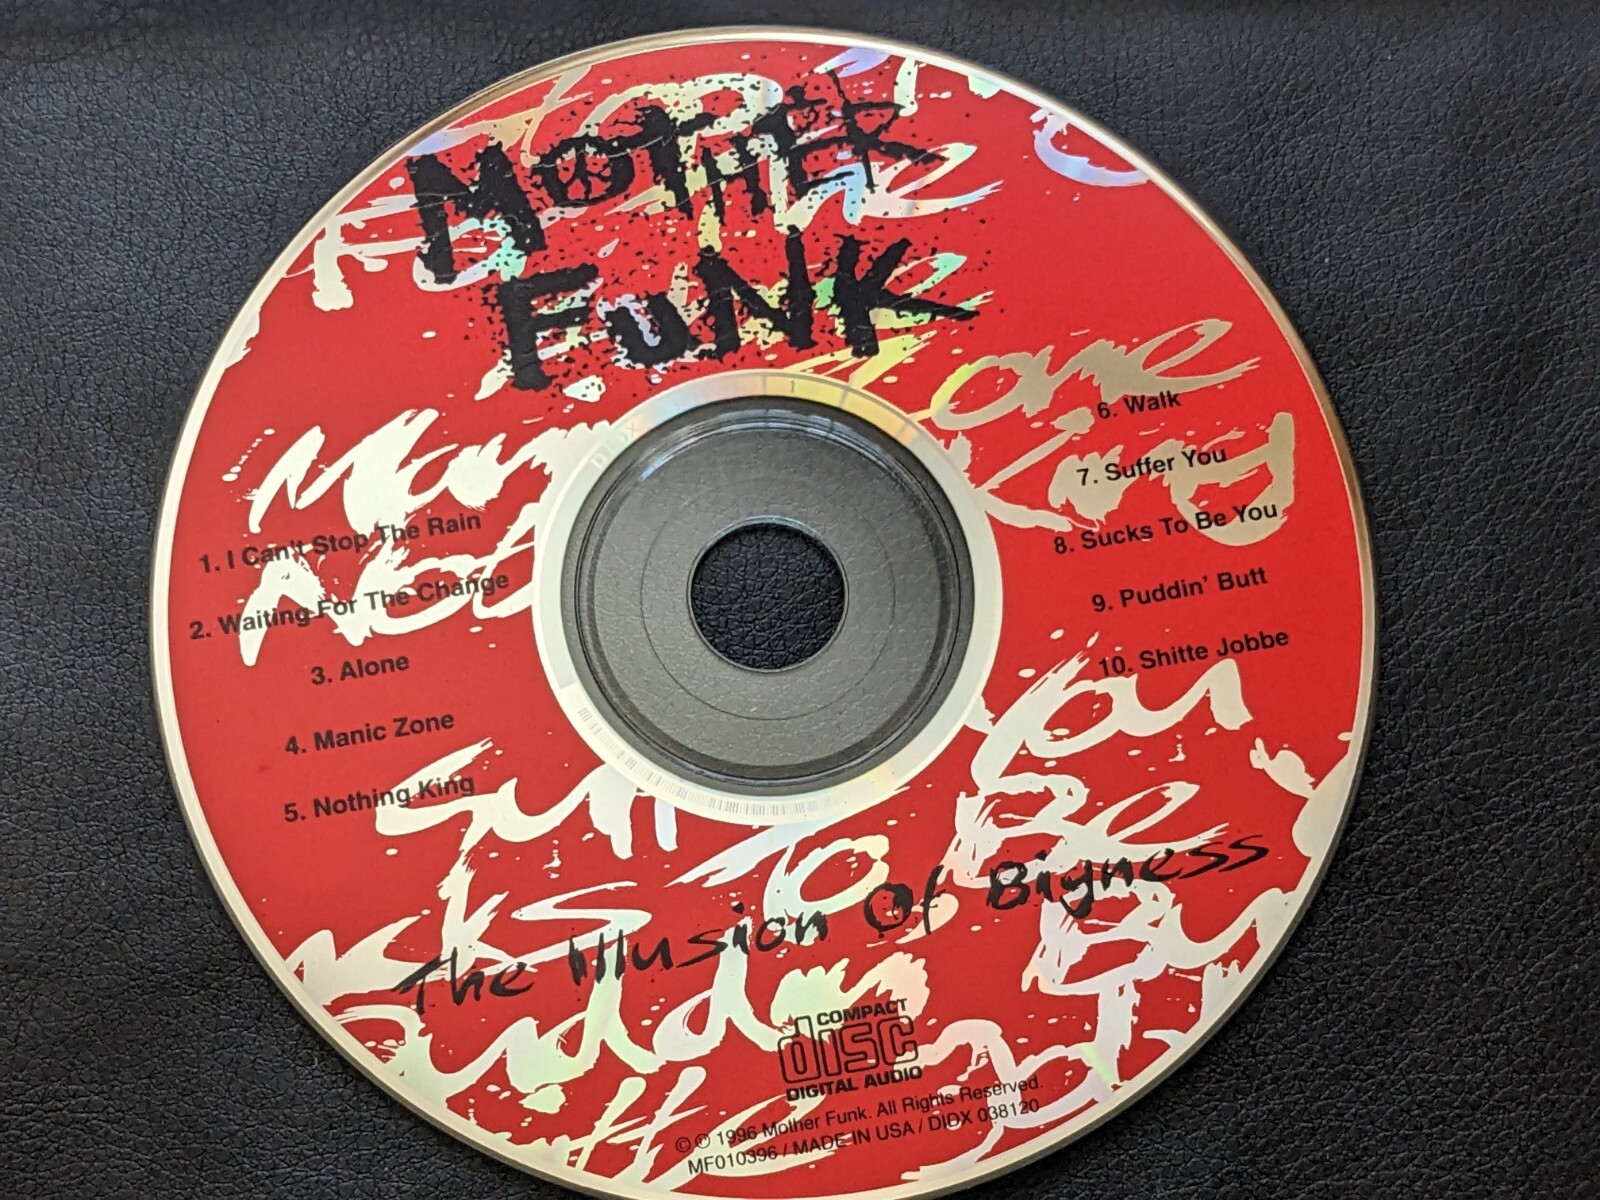 MOTHER
FUNK
1. I Can't Stop The Rain
2. Waiting For The Change
3. Alone
4. Manic Zone
5. Nothing King
6. Walk
7. Suffer You
8. Sucks To Be You
9. Puddin' Butt
10. Shitte Jobbe
The Illusion Of Bigness
COMPACT
disc
DIGITAL AUDIO
© ℗ 1996 Mother Funk. All Rights Reserved.
MF010396 / MADE IN USA / DIDX 038120